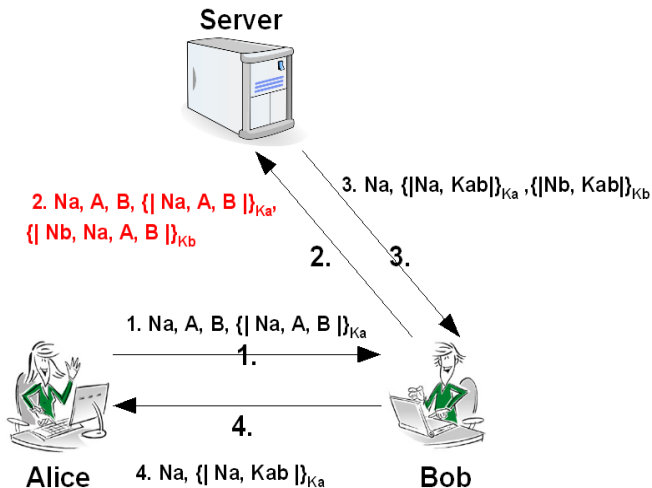 Server
3. Na, {|Na, Kab|}Ka ,{|Nb, Kab|}Kb
2. Na, A, B, {| Na, A, B |}Ka,
{| Nb, Na, A, B |}Kb
2.
3.
1. Na, A, B, {| Na, A, B |}Ka
1.
4.
Alice
4. Na, {| Na, Kab |}Ka
Bob